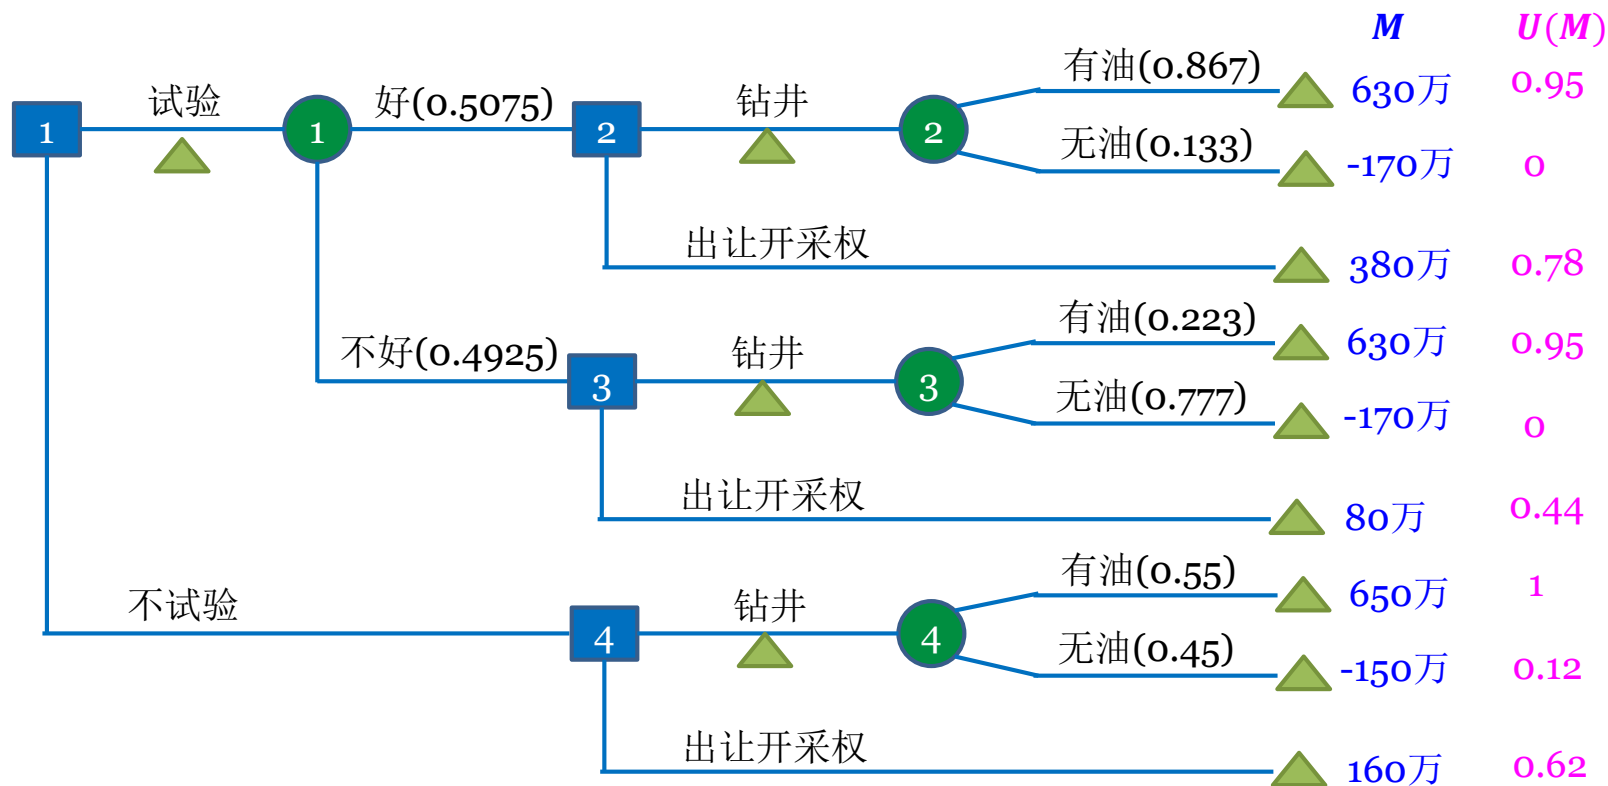 M U(M)
有油(0.867) 630万 0.95
1 试验 1 好(0.5075) 2 钻井 2
无油(0.133) -170万 0
出让开采权 380万 0.78
有油(0.223) 630万 0.95
不好(0.4925) 3 钻井 3
无油(0.777) -170万 0
出让开采权 80万 0.44
有油(0.55) 650万 1
不试验 4 钻井 4
无油(0.45) -150万 0.12
出让开采权 160万 0.62